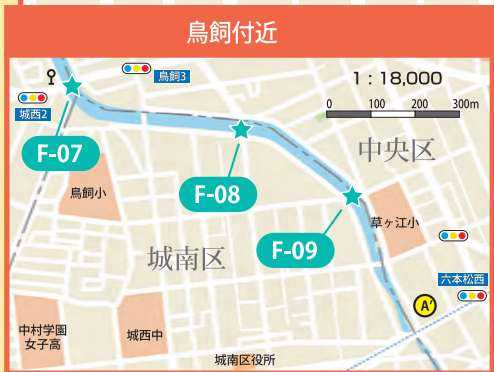 鳥飼付近
鳥飼3
1:18,000
0 100 200 300m
城西2
F-07
中央区
鳥飼小
F-08
草ヶ江小
城南区
F-09
六本松西
A'
中村学園
女子高
城西中
城南区役所